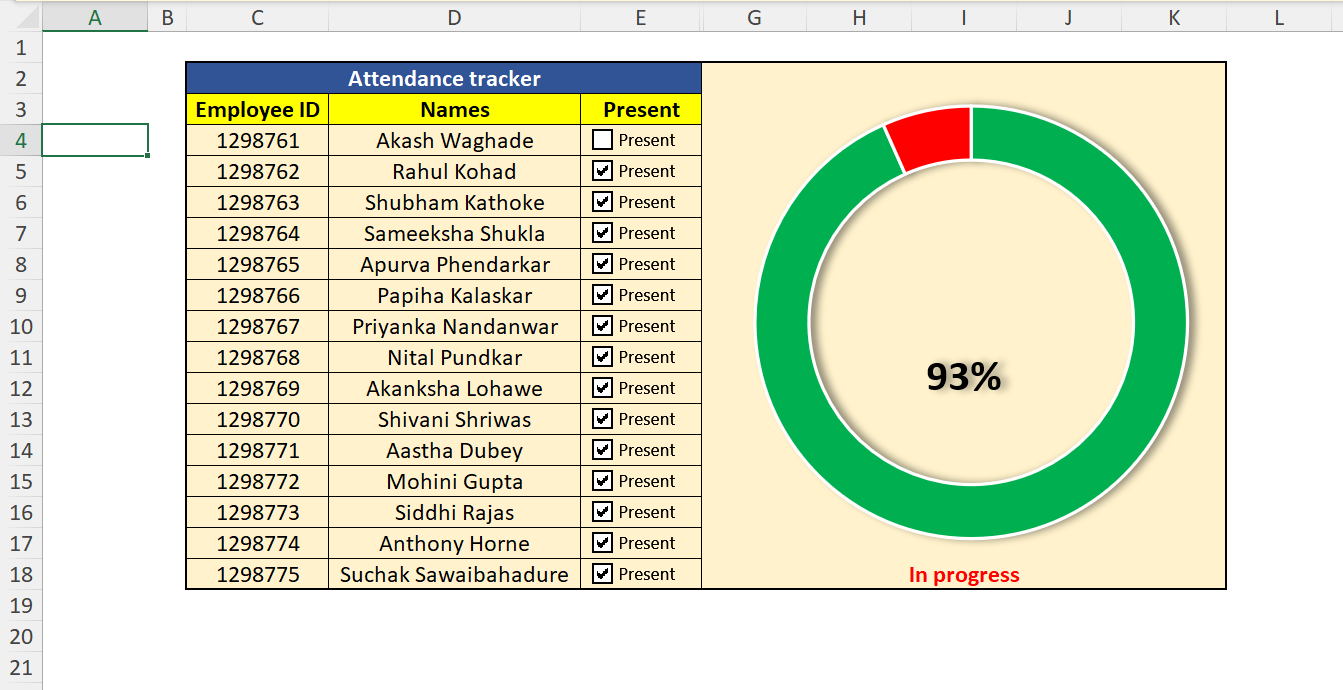 A B C D E G H I J K L
1
2 Attendance tracker
3 Employee ID Names Present
4 1298761 Akash Waghade Present
5 1298762 Rahul Kohad Present
6 1298763 Shubham Kathoke Present
7 1298764 Sameeksha Shukla Present
8 1298765 Apurva Phendarkar Present
9 1298766 Papiha Kalaskar Present
10 1298767 Priyanka Nandanwar Present
11 1298768 Nital Pundkar Present
12 1298769 Akanksha Lohawe Present
13 1298770 Shivani Shriwas Present
14 1298771 Aastha Dubey Present
15 1298772 Mohini Gupta Present
16 1298773 Siddhi Rajas Present
17 1298774 Anthony Horne Present
18 1298775 Suchak Sawaibahadure Present
19
20
21
93%
In progress